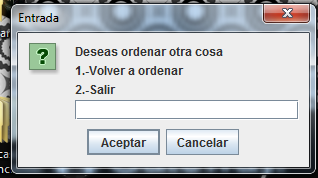 Entrada
Deseas ordenar otra cosa
1.-Volver a ordenar
2.-Salir
Aceptar
Cancelar